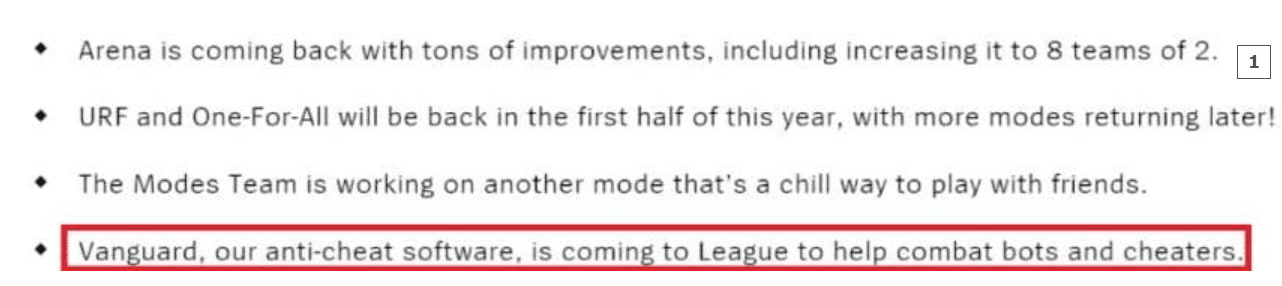 ◆ Arena is coming back with tons of improvements, including increasing it to 8 teams of 2. 1
◆ URF and One-For-All will be back in the first half of this year, with more modes returning later!
◆ The Modes Team is working on another mode that's a chill way to play with friends.
◆ Vanguard, our anti-cheat software, is coming to League to help combat bots and cheaters.